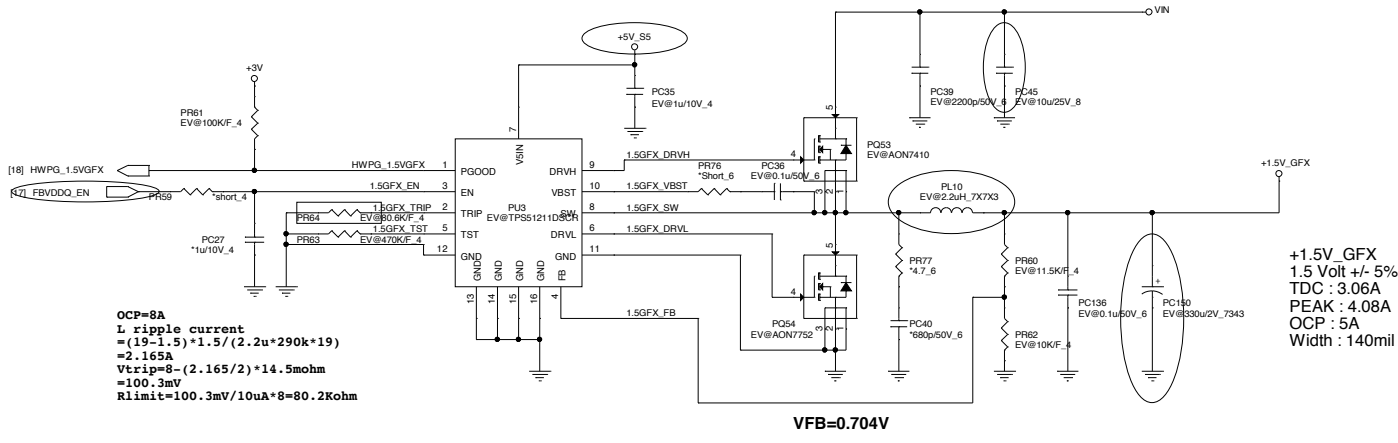 VIN
+5V_S5
+3V
PC35
EV@1u/10V_4
PC39
EV@2200p/50V_6
PC45
EV@10u/25V_8
PR61
EV@100K/F_4
7
V5IN
5
PQ53
EV@AON7410
4
3
2
1
[18] HWPG_1.5VGFX
HWPG_1.5VGFX
1
PGOOD
DRVH
9
1.5GFX_DRVH
PR76
*Short_6
PC36
EV@0.1u/50V_6
+1.5V_GFX
[17] FBVDDQ_EN
PR59
*short_4
1.5GFX_EN
3
EN
VBST
10
1.5GFX_VBST
PL10
EV@2.2uH_7X7X3
1.5GFX_TRIP
2
TRIP
PU3
EV@TPS51211DSCR
SW
8
1.5GFX_SW
PR64
EV@80.6K/F_4
1.5GFX_TST
5
TST
DRVL
6
1.5GFX_DRVL
PR63
EV@470K/F_4
12
GND
GND
11
PC27
*1u/10V_4
GND
GND
GND
GND
FB
13
14
15
16
4
1.5GFX_FB
5
4
PQ54
EV@AON7752
3
2
1
PR77
*4.7_6
PC40
*680p/50V_6
PR60
EV@11.5K/F_4
PR62
EV@10K/F_4
PC136
EV@0.1u/50V_6
+
PC150
EV@330u/2V_7343
+1.5V_GFX
1.5 Volt +/- 5%
TDC : 3.06A
PEAK : 4.08A
OCP : 5A
Width : 140mil
OCP=8A
L ripple current
=(19-1.5)*1.5/(2.2u*290k*19)
=2.165A
Vtrip=8-(2.165/2)*14.5mohm
=100.3mV
Rlimit=100.3mV/10uA*8=80.2Kohm
VFB=0.704V